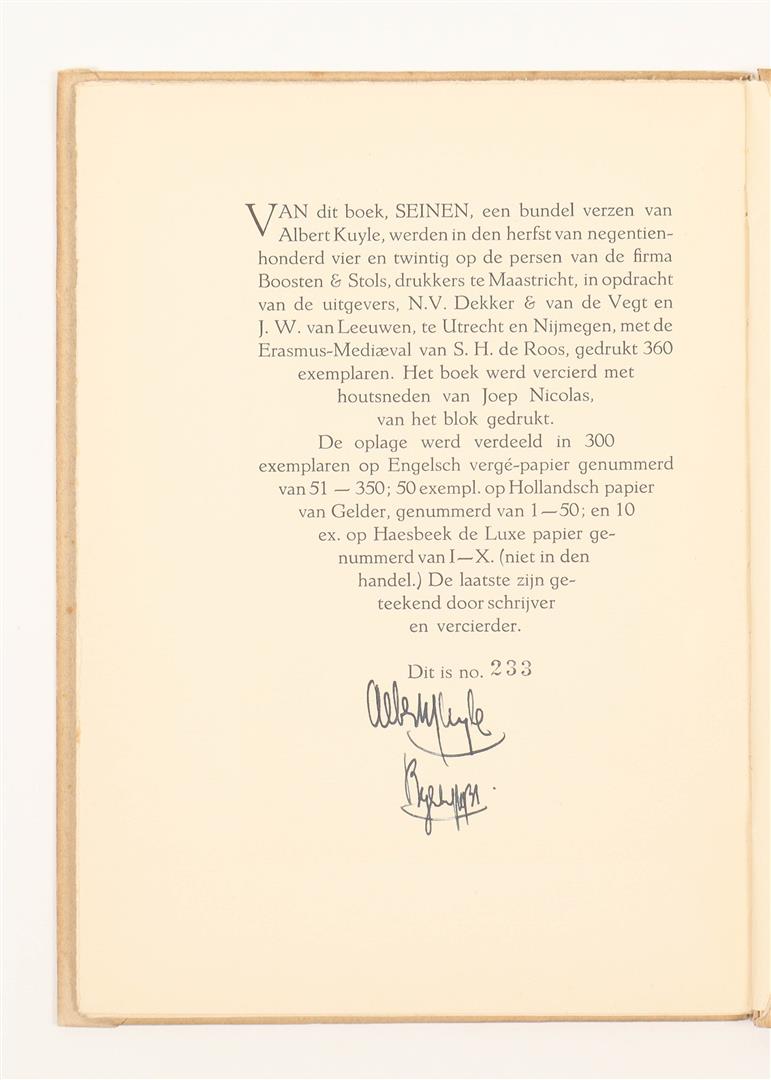 VAN dit boek, SEINEN, een bundel verzen van
Albert Kuyle, werden in den herfst van negentien-
honderd vier en twintig op de persen van de firma
Boosten & Stols, drukkers te Maastricht, in opdracht
van de uitgevers, N.V. Dekker & van de Vegt en
J. W. van Leeuwen, te Utrecht en Nijmegen, met de
Erasmus-Mediæval van S. H. de Roos, gedrukt 360
exemplaren. Het boek werd vercierd met
houtsneden van Joep Nicolas,
van het blok gedrukt.
De oplage werd verdeeld in 300
exemplaren op Engelsch vergé-papier genummerd
van 51 — 350; 50 exempl. op Hollandsch papier
van Gelder, genummerd van 1—50; en 10
ex. op Haesbeek de Luxe papier ge-
nummerd van I—X. (niet in den
handel.) De laatste zijn ge-
teekend door schrijver
en vercierder.
Dit is no. 233
Albert Kuyle